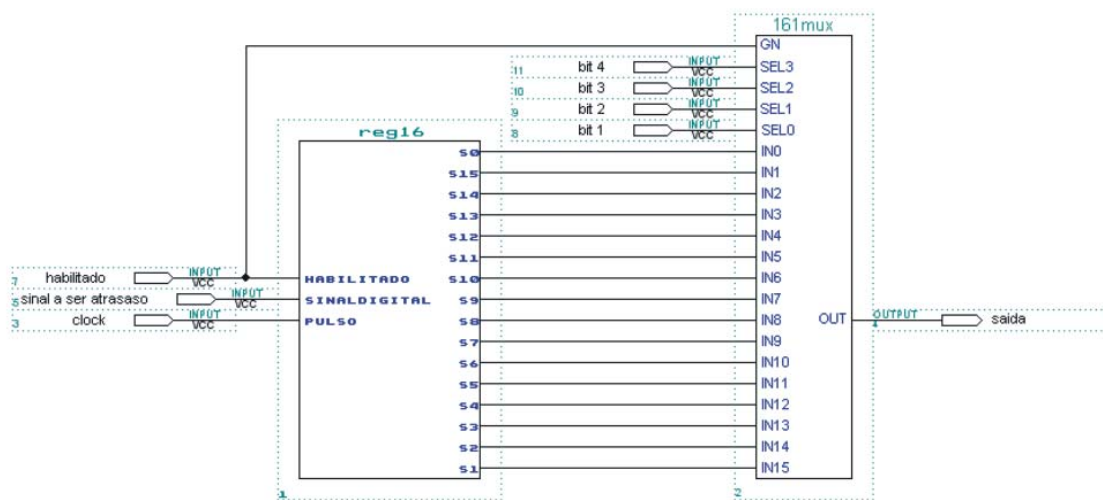 161mux
GN
bit 4 INPUT VCC SEL3
11
bit 3 INPUT VCC SEL2
10
bit 2 INPUT VCC SEL1
9
bit 1 INPUT VCC SEL0
8
reg16
S0 IN0
S15 IN1
S14 IN2
S13 IN3
S12 IN4
S11 IN5
habilitado INPUT VCC HABILITADO S10 IN6
7
sinal a ser atrasaso INPUT VCC SINALDIGITAL S9 IN7
5
clock INPUT VCC PULSO S8 IN8 OUT OUTPUT saida
3
4
S7 IN9
S6 IN10
S5 IN11
S4 IN12
S3 IN13
S2 IN14
S1 IN15
1
2